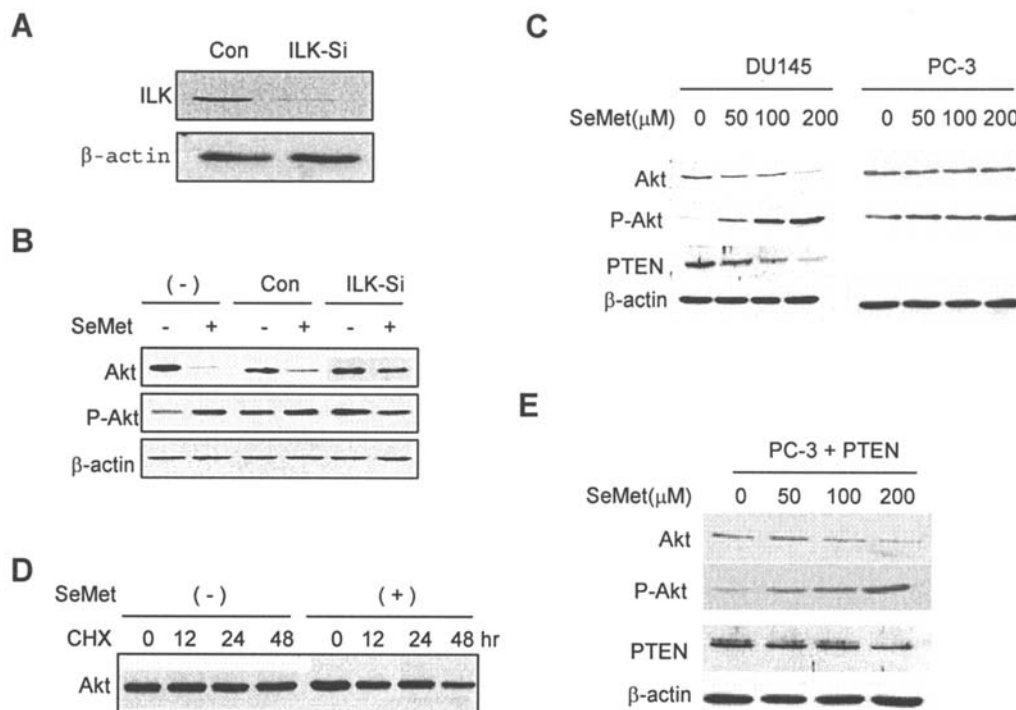 A
Con ILK-Si
ILK
β-actin
B
(-) Con ILK-Si
SeMet - + - + - +
Akt
P-Akt
β-actin
C
DU145 PC-3
SeMet(μM) 0 50 100 200 0 50 100 200
Akt
P-Akt
PTEN
β-actin
D
SeMet (-) (+)
CHX 0 12 24 48 0 12 24 48 hr
Akt
E
PC-3 + PTEN
SeMet(μM) 0 50 100 200
Akt
P-Akt
PTEN
β-actin